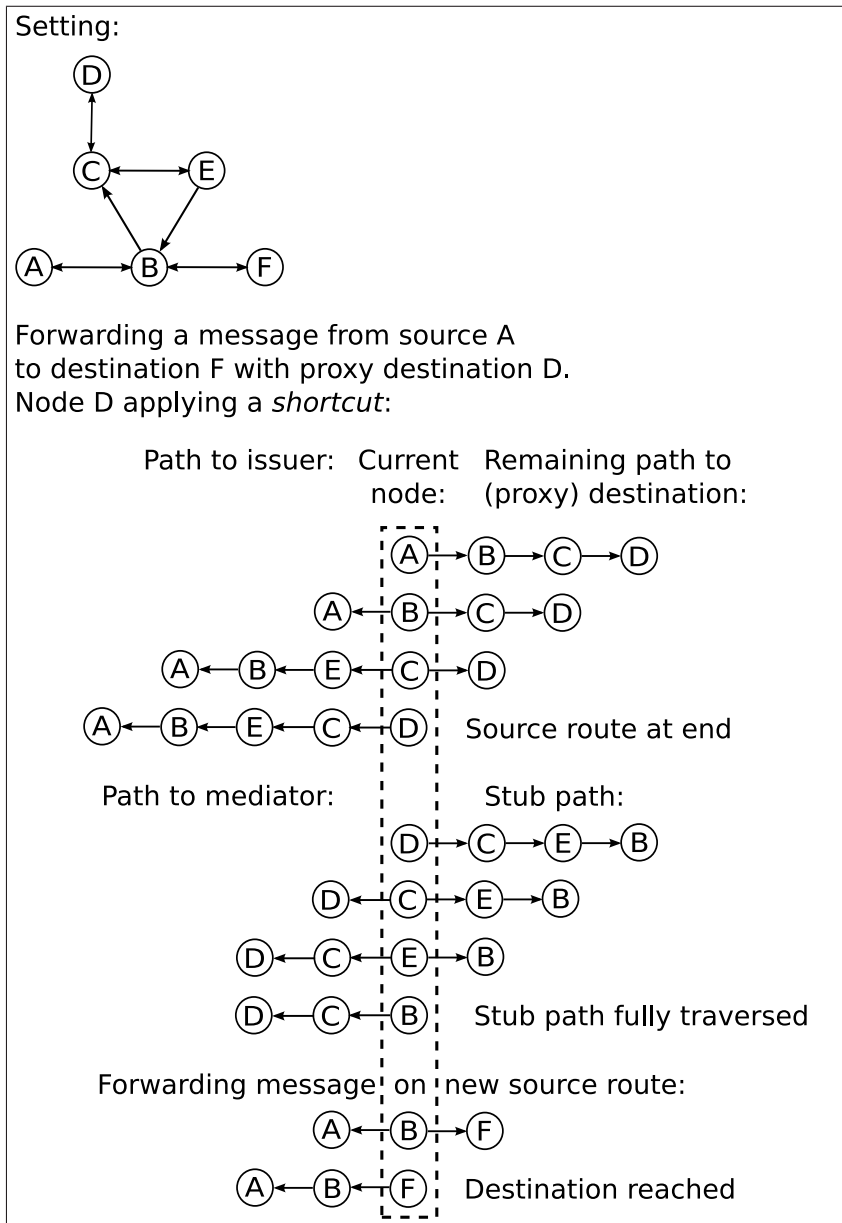 Setting:
D
C E
A B F
Forwarding a message from source A
to destination F with proxy destination D.
Node D applying a shortcut:
Path to issuer: Current Remaining path to
node: (proxy) destination:
A B C D
A B C D
A B E C D
A B E C D Source route at end
Path to mediator: Stub path:
D C E B
D C E B
D C E B
D C B Stub path fully traversed
Forwarding message on new source route:
A B F
A B F Destination reached